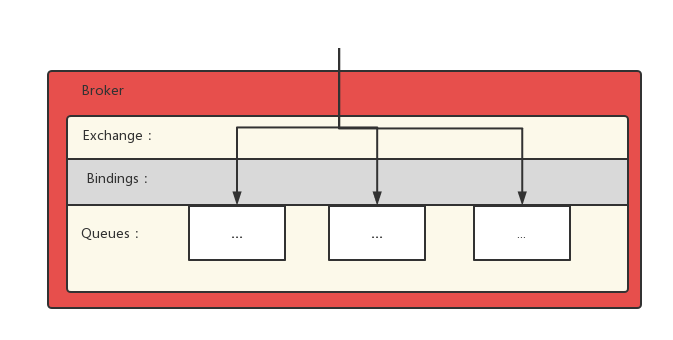 Broker
Exchange：
Bindings：
Queues：
... ... ...